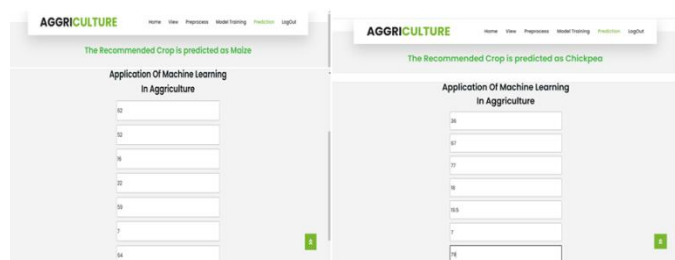 AGGRICULTURE Home View Preprocess Model Training Prediction LogOut
The Recommended Crop is predicted as Maize
Application Of Machine Learning
In Aggriculture
52
16
22
59
7
64
AGGRICULTURE Home View Preprocess Model Training Prediction LogOut
The Recommended Crop is predicted as Chickpea
Application Of Machine Learning
In Aggriculture
36
67
77
16
19.5
7
79